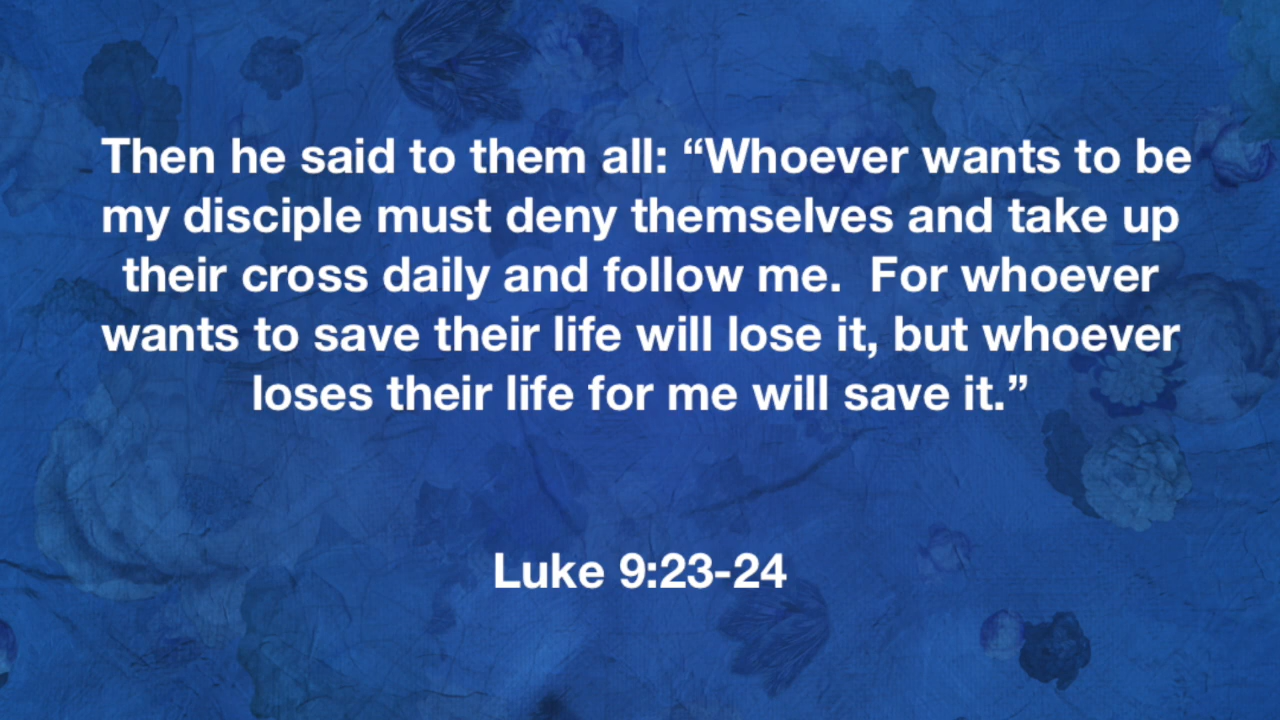 Then he said to them all: “Whoever wants to be
my disciple must deny themselves and take up
their cross daily and follow me.  For whoever
wants to save their life will lose it, but whoever
loses their life for me will save it.”
Luke 9:23-24